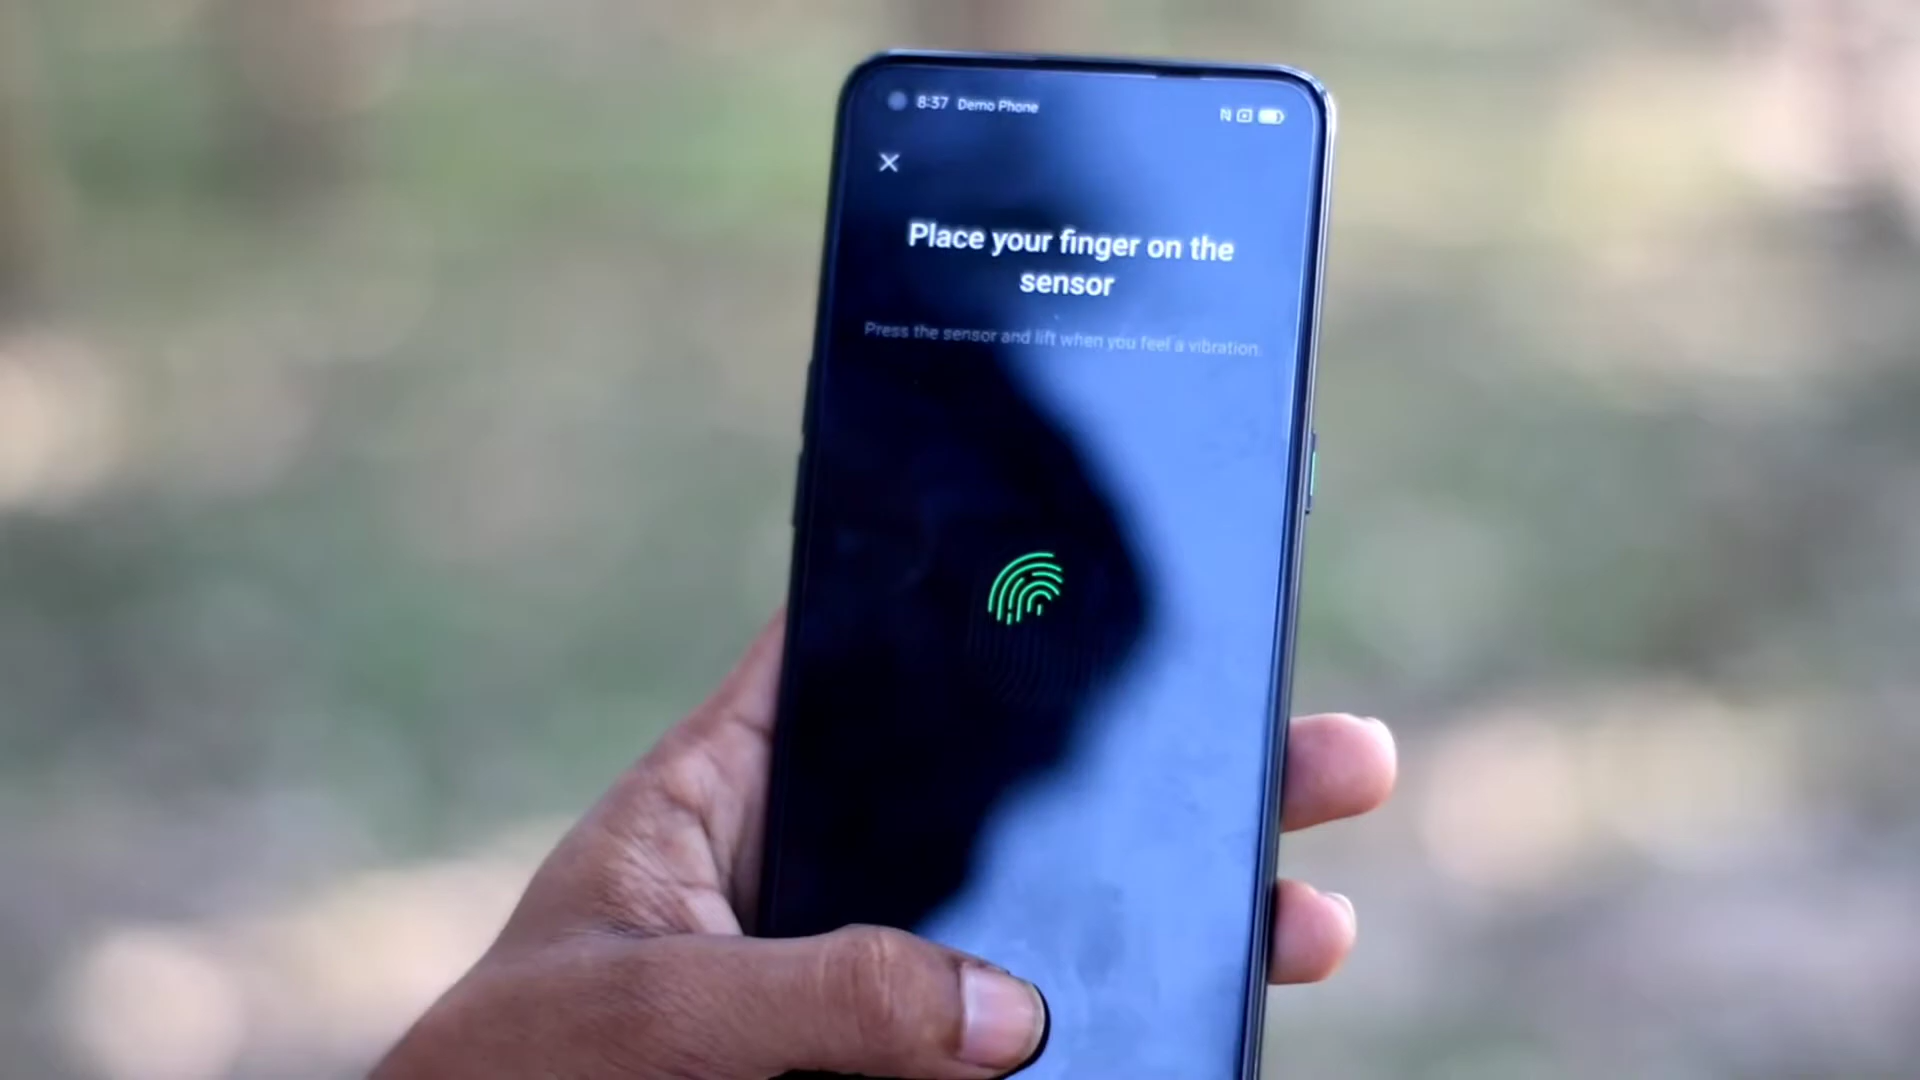 8:37 Demo Phone
Place your finger on the
sensor
Press the sensor and lift when you feel a vibration.